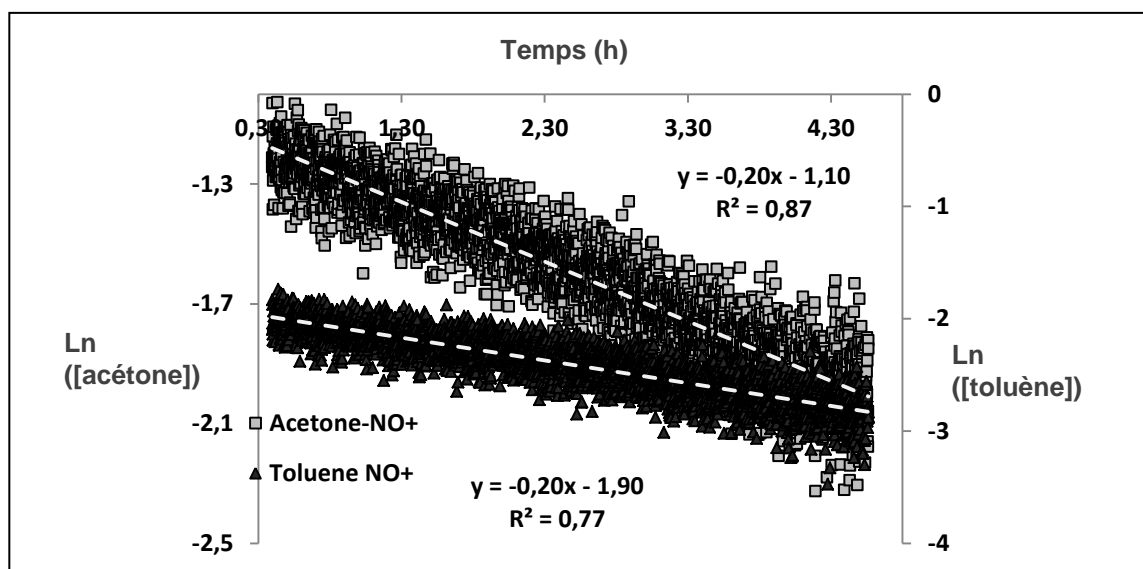 Temps (h)
0
0,30 1,30 2,30 3,30 4,30
y = -0,20x - 1,10
R² = 0,87
-1,3
-1
-1,7
-2
Ln
([acétone])
Ln
([toluène])
-2,1
-3
Acetone-NO+
Toluene NO+
y = -0,20x - 1,90
R² = 0,77
-2,5
-4